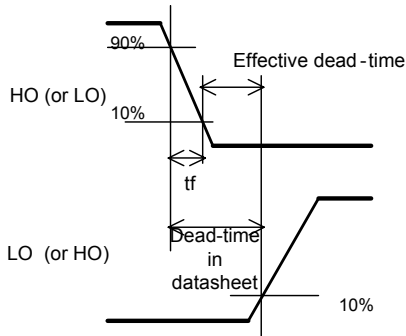 90%
Effective dead-time
HO (or LO)
10%
tf
Dead-time
in
datasheet
LO (or HO)
10%